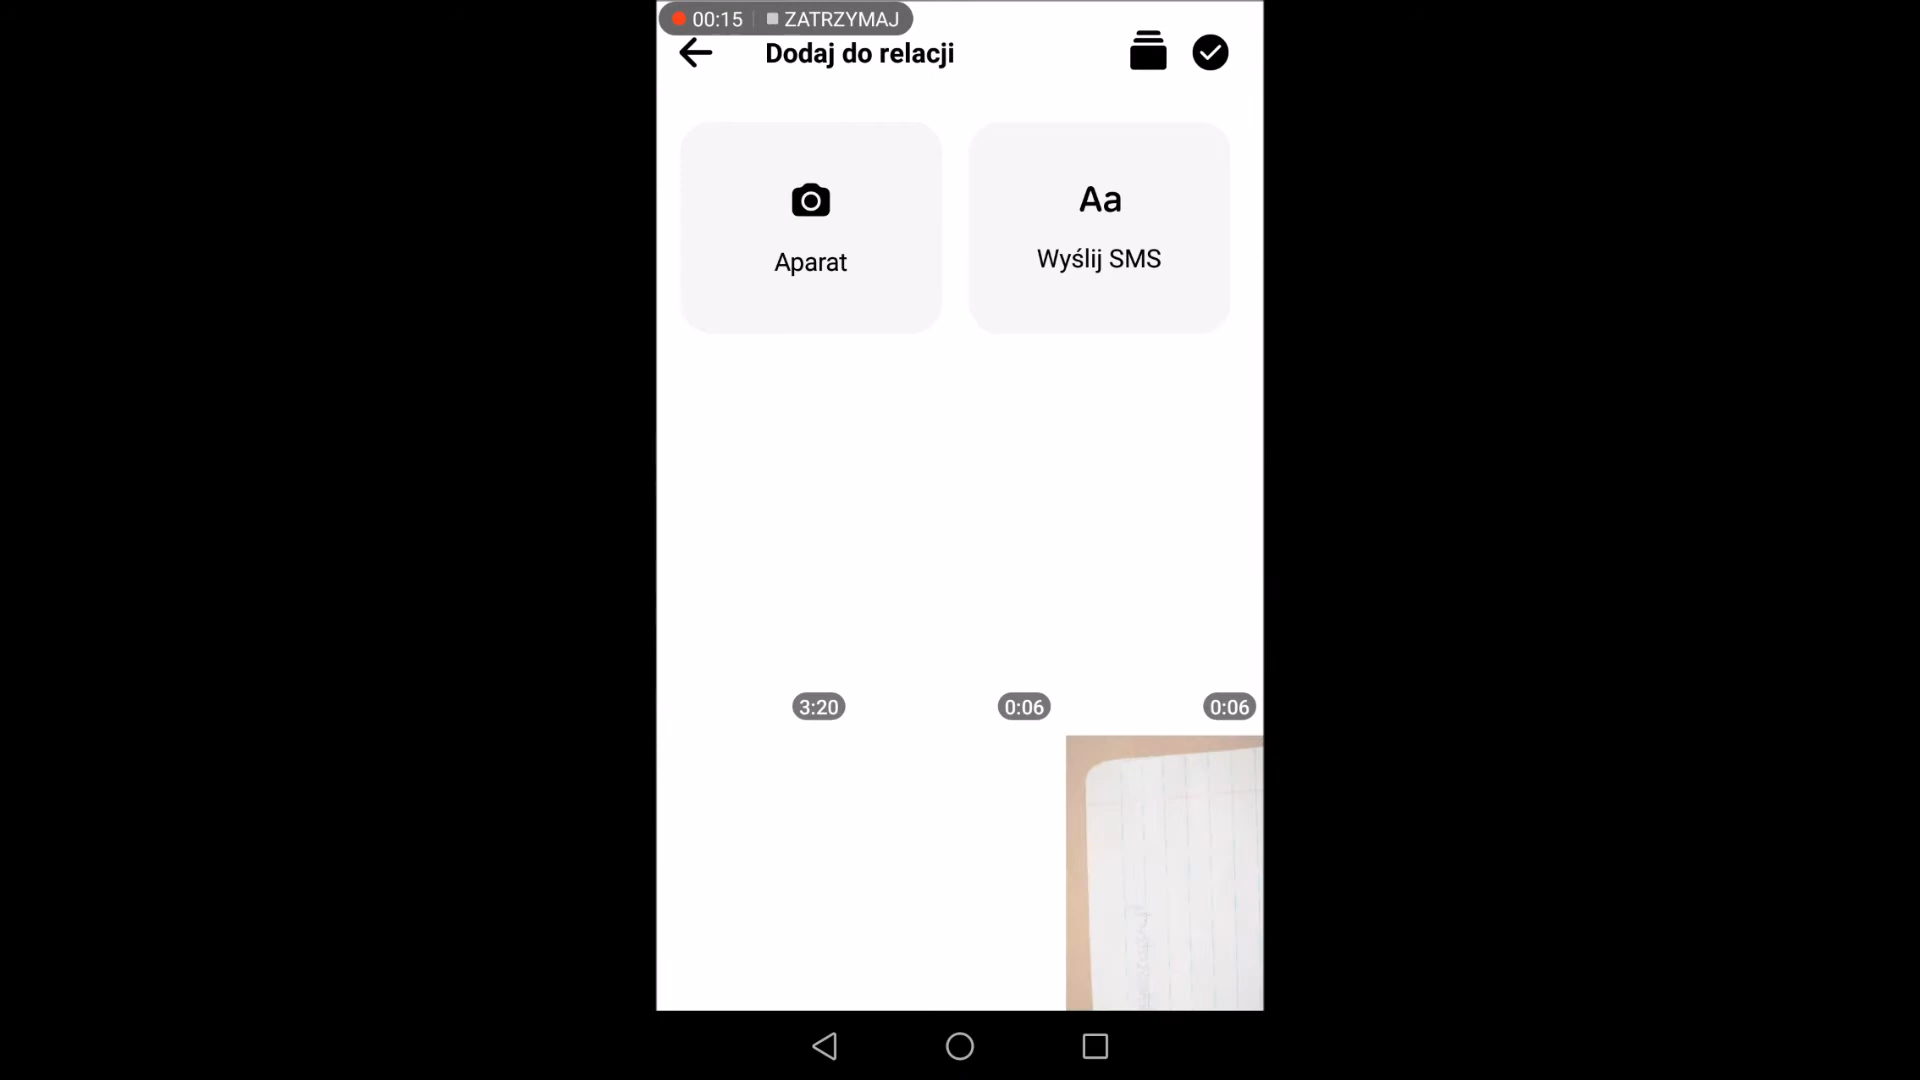 00:15 ZATRZYMAJ
Dodaj do relacji
Aparat
Aa
Wyślij SMS
3:20
0:06
0:06